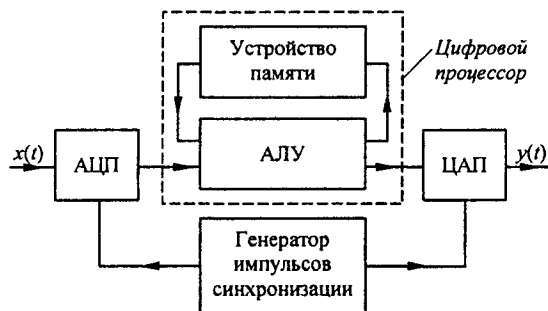 Устройство
памяти
Цифровой
процессор
x(t)
АЦП
АЛУ
ЦАП
y(t)
Генератор
импульсов
синхронизации